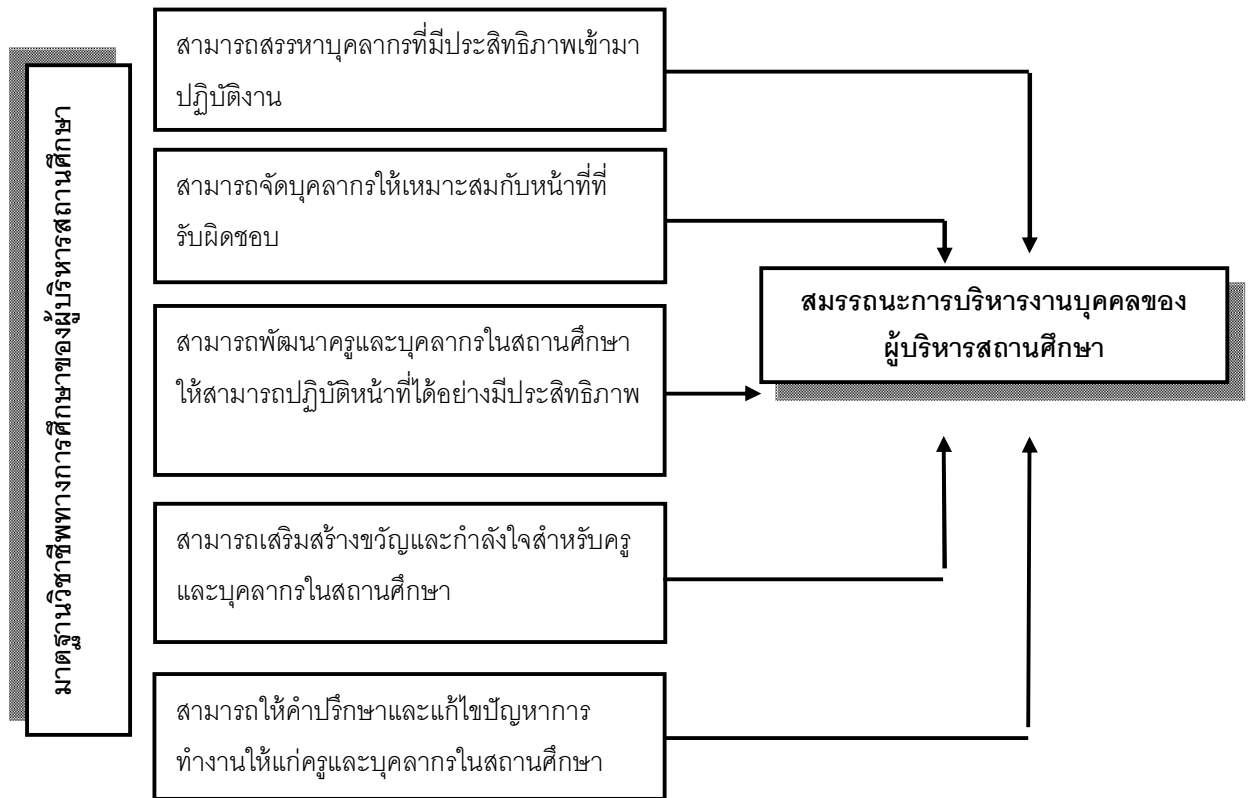 มาตฐานวิชาชีพทางการศึกษาของผู้บริหารสถานศึกษา
สามารถสรรหาบุคลากรที่มีประสิทธิภาพเข้ามา
ปฏิบัติงาน
สามารถจัดบุคลากรให้เหมาะสมกับหน้าที่ที่
รับผิดชอบ
สามารถพัฒนาครูและบุคลากรในสถานศึกษา
ให้สามารถปฏิบัติหน้าที่ได้อย่างมีประสิทธิภาพ
สามารถเสริมสร้างขวัญและกำลังใจสำหรับครู
และบุคลากรในสถานศึกษา
สามารถให้คำปรึกษาและแก้ไขปัญหาการ
ทำงานให้แก่ครูและบุคลากรในสถานศึกษา
สมรรถนะการบริหารงานบุคคลของ
ผู้บริหารสถานศึกษา